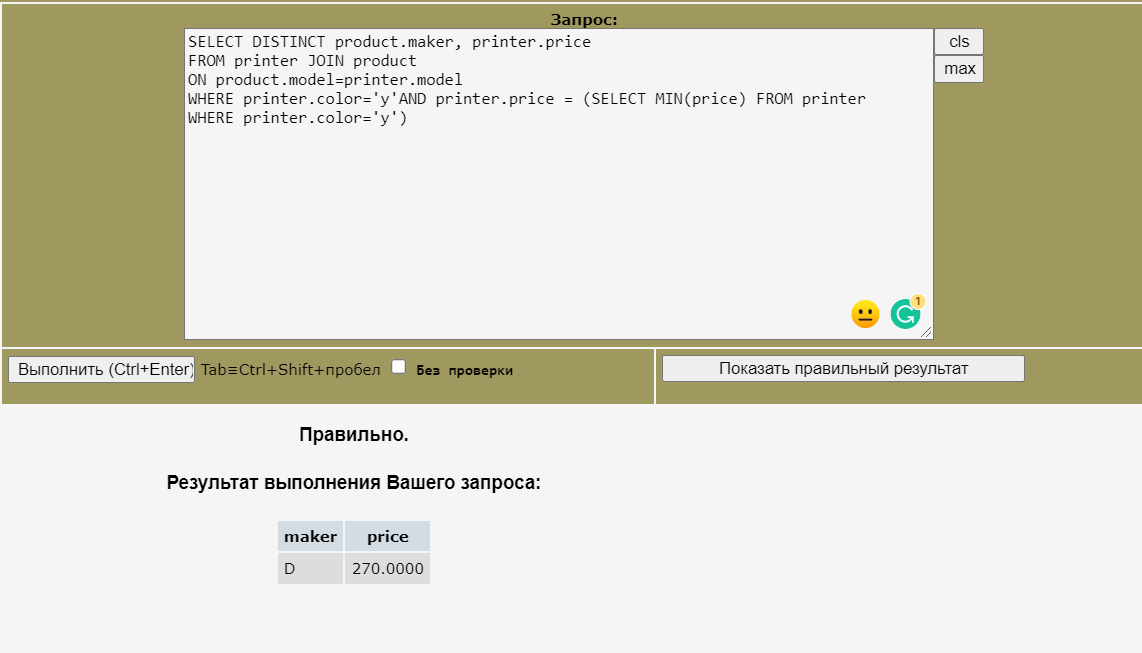 Запрос:
SELECT DISTINCT product.maker, printer.price
FROM printer JOIN product
ON product.model=printer.model
WHERE printer.color='y'AND printer.price = (SELECT MIN(price) FROM printer
WHERE printer.color='y')
cls
max
1
Выполнить (Ctrl+Enter) Tab≡Ctrl+Shift+пробел Без проверки
Показать правильный результат
Правильно.
Результат выполнения Вашего запроса:
maker price
D 270.0000